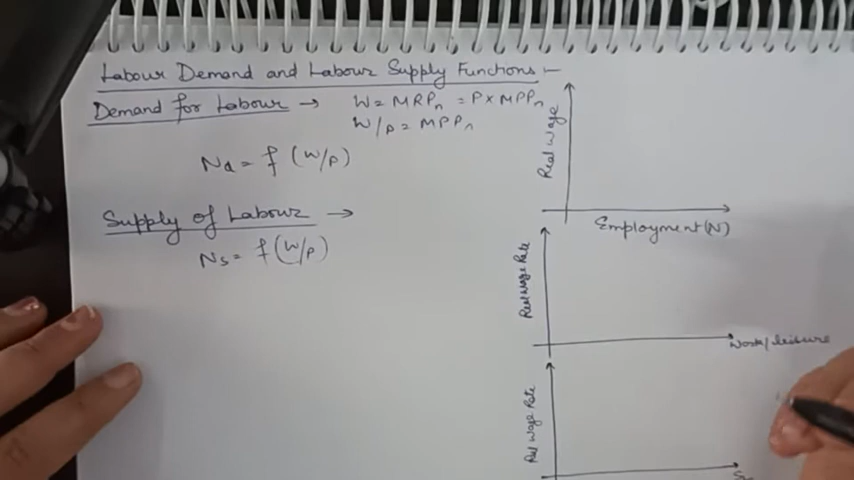 Labour Demand and Labour Supply Functions:-
Demand for Labour → W = MRPn = P x MPPn
W/P = MPPn
Nd = f (W/P)
Supply of Labour →
Ns = f (W/P)
Real Wage
Employment (N)
Real Wage Rate
Work/leisure
Real Wage Rate